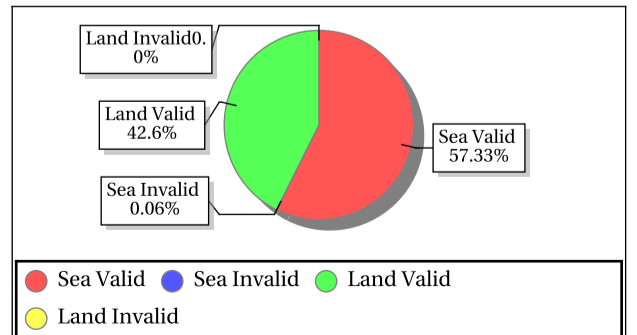 Land Invalid0.
0%
Land Valid
42.6%
Sea Valid
57.33%
Sea Invalid
0.06%
Sea Valid Sea Invalid Land Valid
Land Invalid